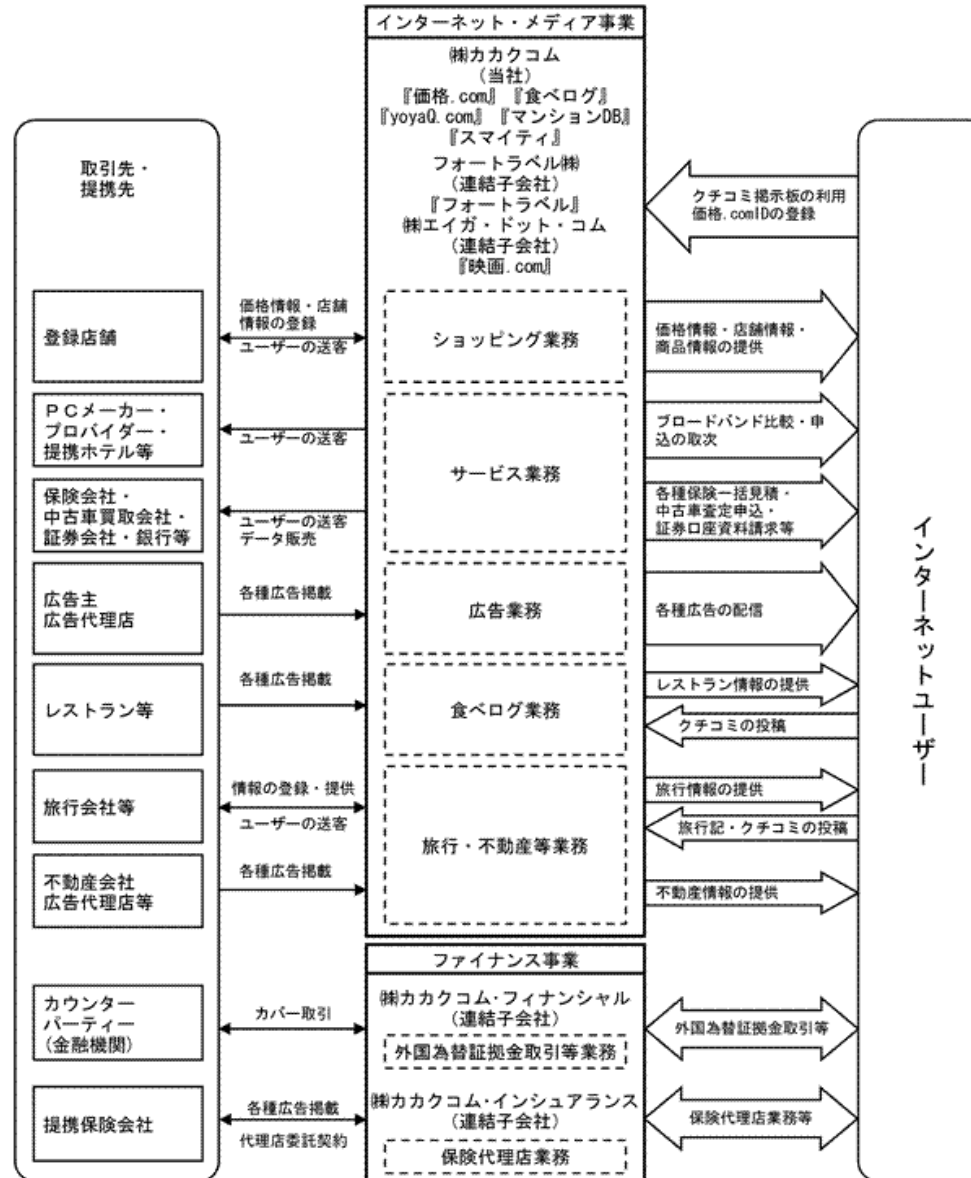 インターネット・メディア事業
㈱カカクコム
（当社）
『価格.com』『食べログ』
『yoyaQ.com』『マンションDB』
『スマイティ』
フォートラベル㈱
（連結子会社）
『フォートラベル』
㈱エイガ・ドット・コム
（連結子会社）
『映画.com』
取引先・
提携先
クチコミ掲示板の利用
価格.comIDの登録
登録店舗
価格情報・店舗
情報の登録
ユーザーの送客
ショッピング業務
価格情報・店舗情報・
商品情報の提供
ＰＣメーカー・
プロバイダー・
提携ホテル等
ユーザーの送客
サービス業務
ブロードバンド比較・申
込の取次
保険会社・
中古車買取会社・
証券会社・銀行等
ユーザーの送客
データ販売
各種保険一括見積・
中古車査定申込・
証券口座資料請求等
広告主
広告代理店
各種広告掲載
広告業務
各種広告の配信
レストラン等
各種広告掲載
食べログ業務
レストラン情報の提供
クチコミの投稿
旅行会社等
情報の登録・提供
ユーザーの送客
旅行・不動産等業務
旅行情報の提供
旅行記・クチコミの投稿
不動産会社
広告代理店等
各種広告掲載
不動産情報の提供
インターネットユーザー
ファイナンス事業
カウンター
パーティー
(金融機関)
カバー取引
㈱カカクコム・フィナンシャル
（連結子会社）
外国為替証拠金取引等業務
外国為替証拠金取引等
提携保険会社
各種広告掲載
代理店委託契約
㈱カカクコム・インシュアランス
（連結子会社）
保険代理店業務
保険代理店業務等